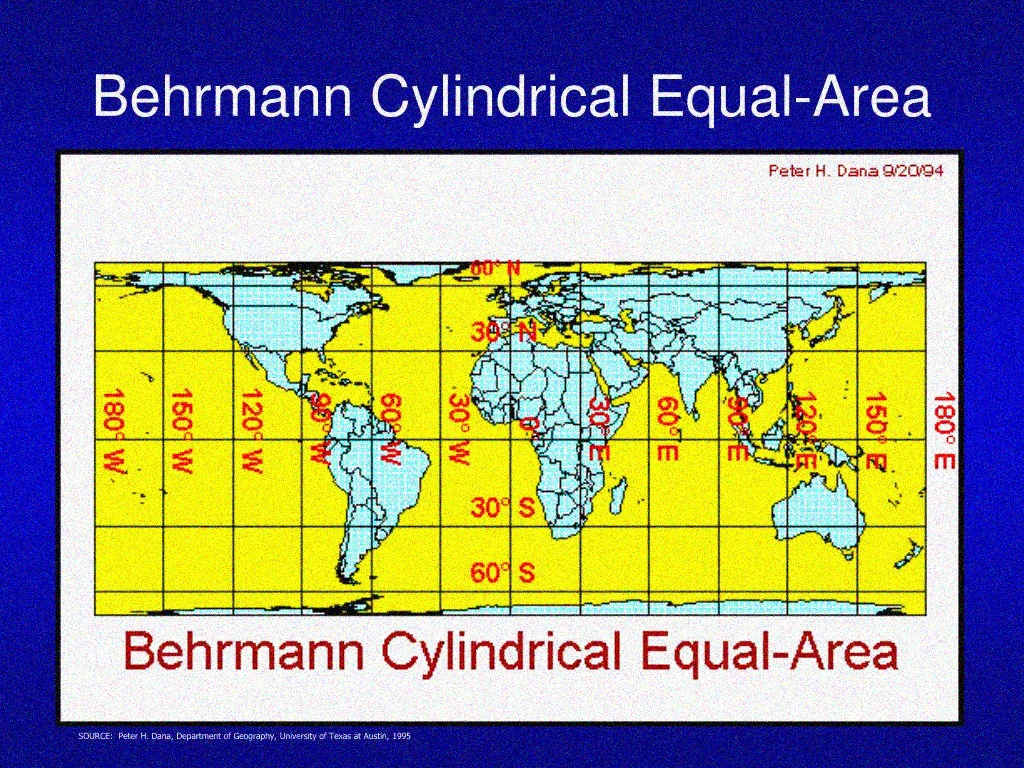 Behrmann Cylindrical Equal-Area
Peter H. Dana 9/20/94
60° N
30° N
180° W
150° W
120° W
90° W
60° W
30° W
0°
30° E
60° E
90° E
120° E
150° E
180° E
30° S
60° S
Behrmann Cylindrical Equal-Area
SOURCE: Peter H. Dana, Department of Geography, University of Texas at Austin, 1995